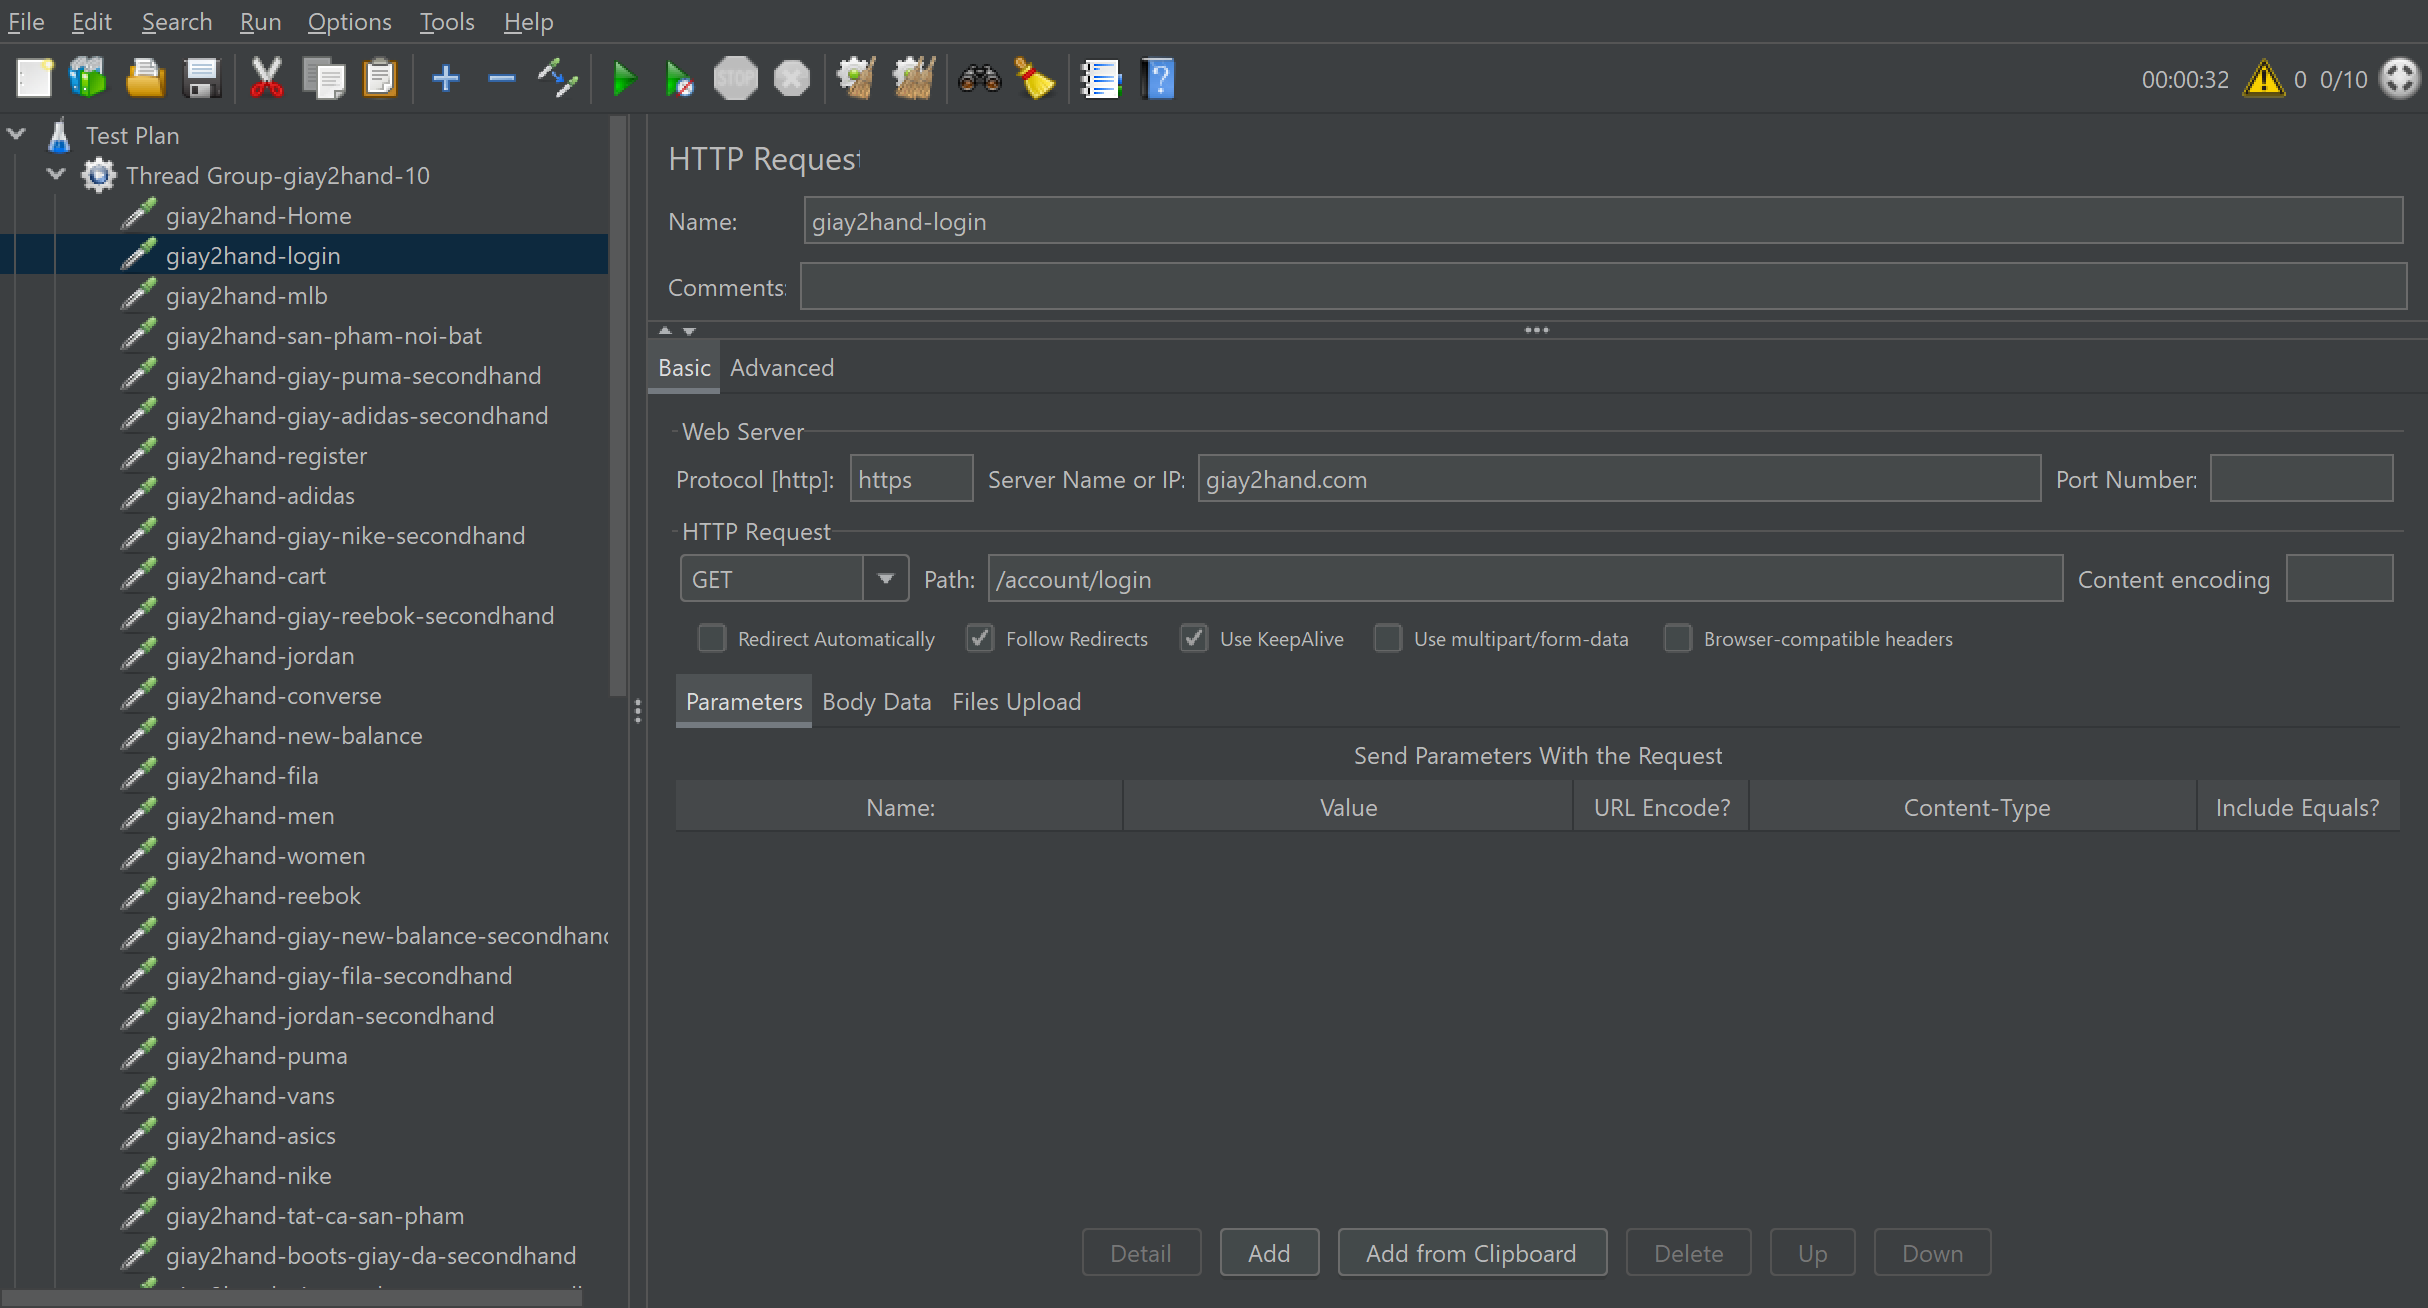 File Edit Search Run Options Tools Help
STOP
00:00:32 0 0/10
Test Plan
Thread Group-giay2hand-10
giay2hand-Home
giay2hand-login
giay2hand-mlb
giay2hand-san-pham-noi-bat
giay2hand-giay-puma-secondhand
giay2hand-giay-adidas-secondhand
giay2hand-register
giay2hand-adidas
giay2hand-giay-nike-secondhand
giay2hand-cart
giay2hand-giay-reebok-secondhand
giay2hand-jordan
giay2hand-converse
giay2hand-new-balance
giay2hand-fila
giay2hand-men
giay2hand-women
giay2hand-reebok
giay2hand-giay-new-balance-secondhand
giay2hand-giay-fila-secondhand
giay2hand-jordan-secondhand
giay2hand-puma
giay2hand-vans
giay2hand-asics
giay2hand-nike
giay2hand-tat-ca-san-pham
giay2hand-boots-giay-da-secondhand
HTTP Request
Name: giay2hand-login
Comments:
Basic Advanced
Web Server
Protocol [http]: https Server Name or IP: giay2hand.com Port Number:
HTTP Request
GET Path: /account/login Content encoding
Redirect Automatically Follow Redirects Use KeepAlive Use multipart/form-data Browser-compatible headers
Parameters Body Data Files Upload
Send Parameters With the Request
Name: Value URL Encode? Content-Type Include Equals?
Detail Add Add from Clipboard Delete Up Down